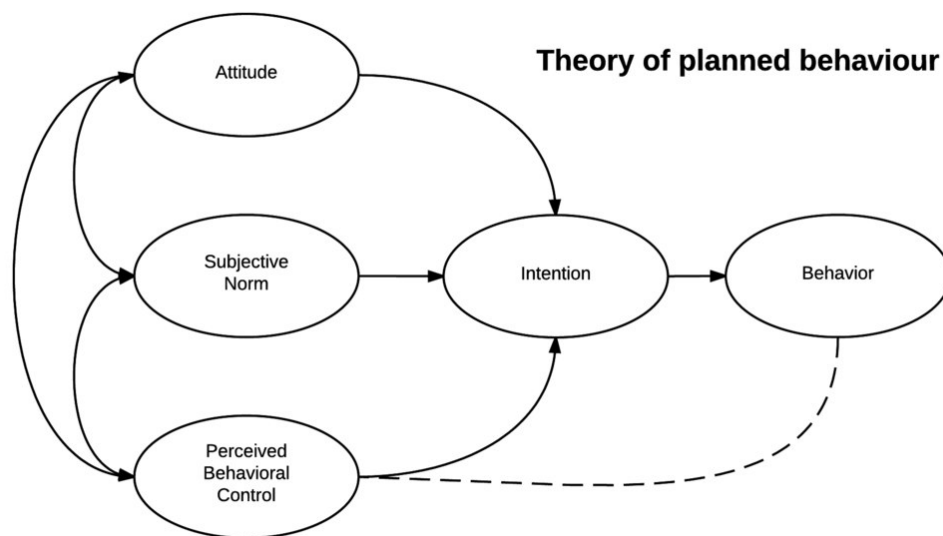 Theory of planned behaviour
Attitude
Subjective
Norm
Perceived
Behavioral
Control
Intention
Behavior